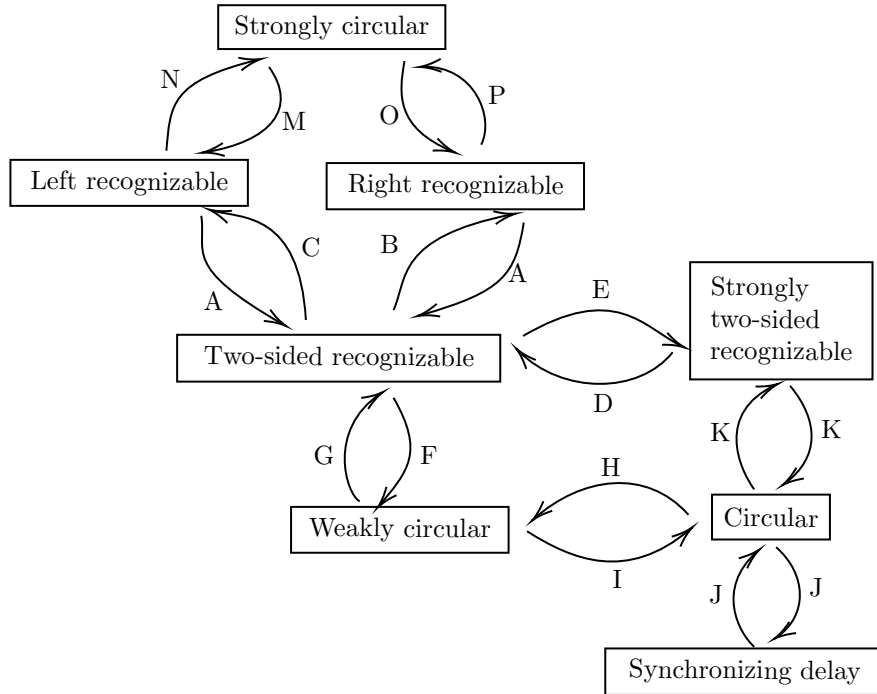 Strongly circular
N
M
O
P
Left recognizable
Right recognizable
A
C
B
A
E
Strongly
two-sided
recognizable
Two-sided recognizable
D
G
F
K
K
H
Weakly circular
Circular
I
J
J
Synchronizing delay